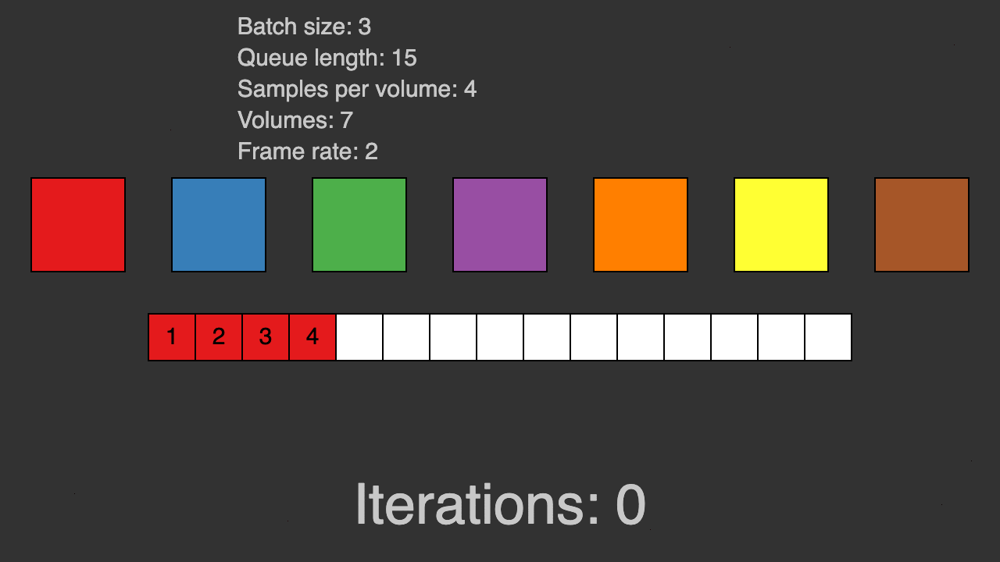 Batch size: 3
Queue length: 15
Samples per volume: 4
Volumes: 7
Frame rate: 2
1 2 3 4
Iterations: 0